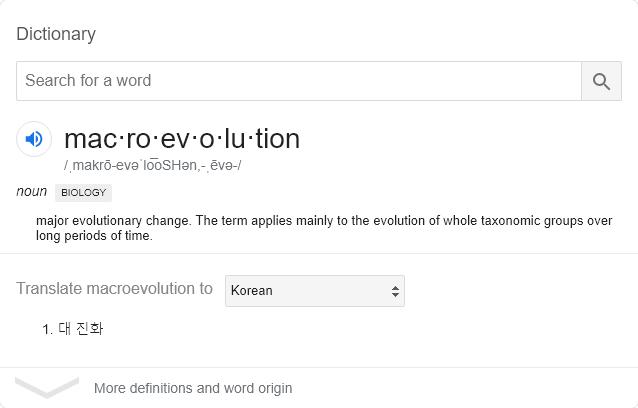 Dictionary
Search for a word
mac·ro·ev·o·lu·tion
/ˌmakrō-evəˈlo͞oSHən,-ˌēvə-/
noun BIOLOGY
major evolutionary change. The term applies mainly to the evolution of whole taxonomic groups over
long periods of time.
Translate macroevolution to Korean
1. 대 진화
More definitions and word origin